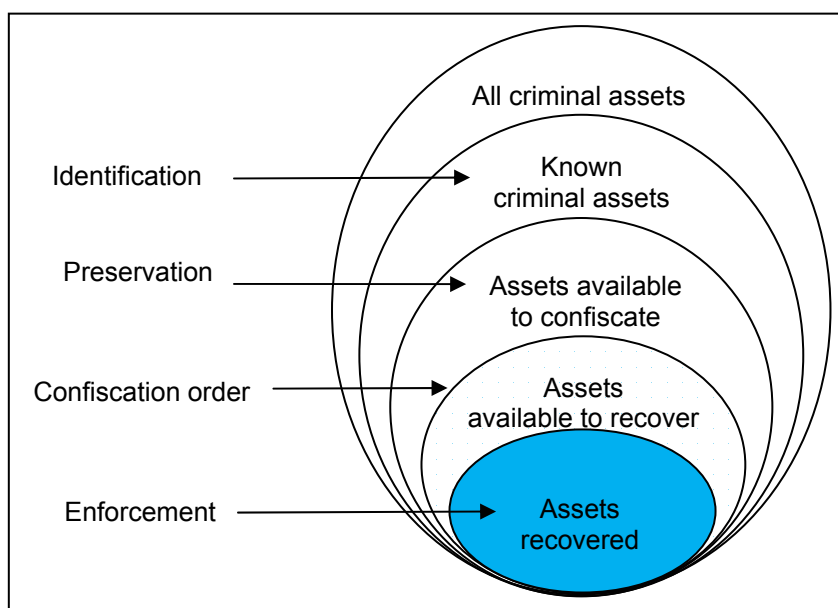 All criminal assets
Identification
Known
criminal assets
Preservation
Assets available
to confiscate
Confiscation order
Assets
available to recover
Enforcement
Assets
recovered